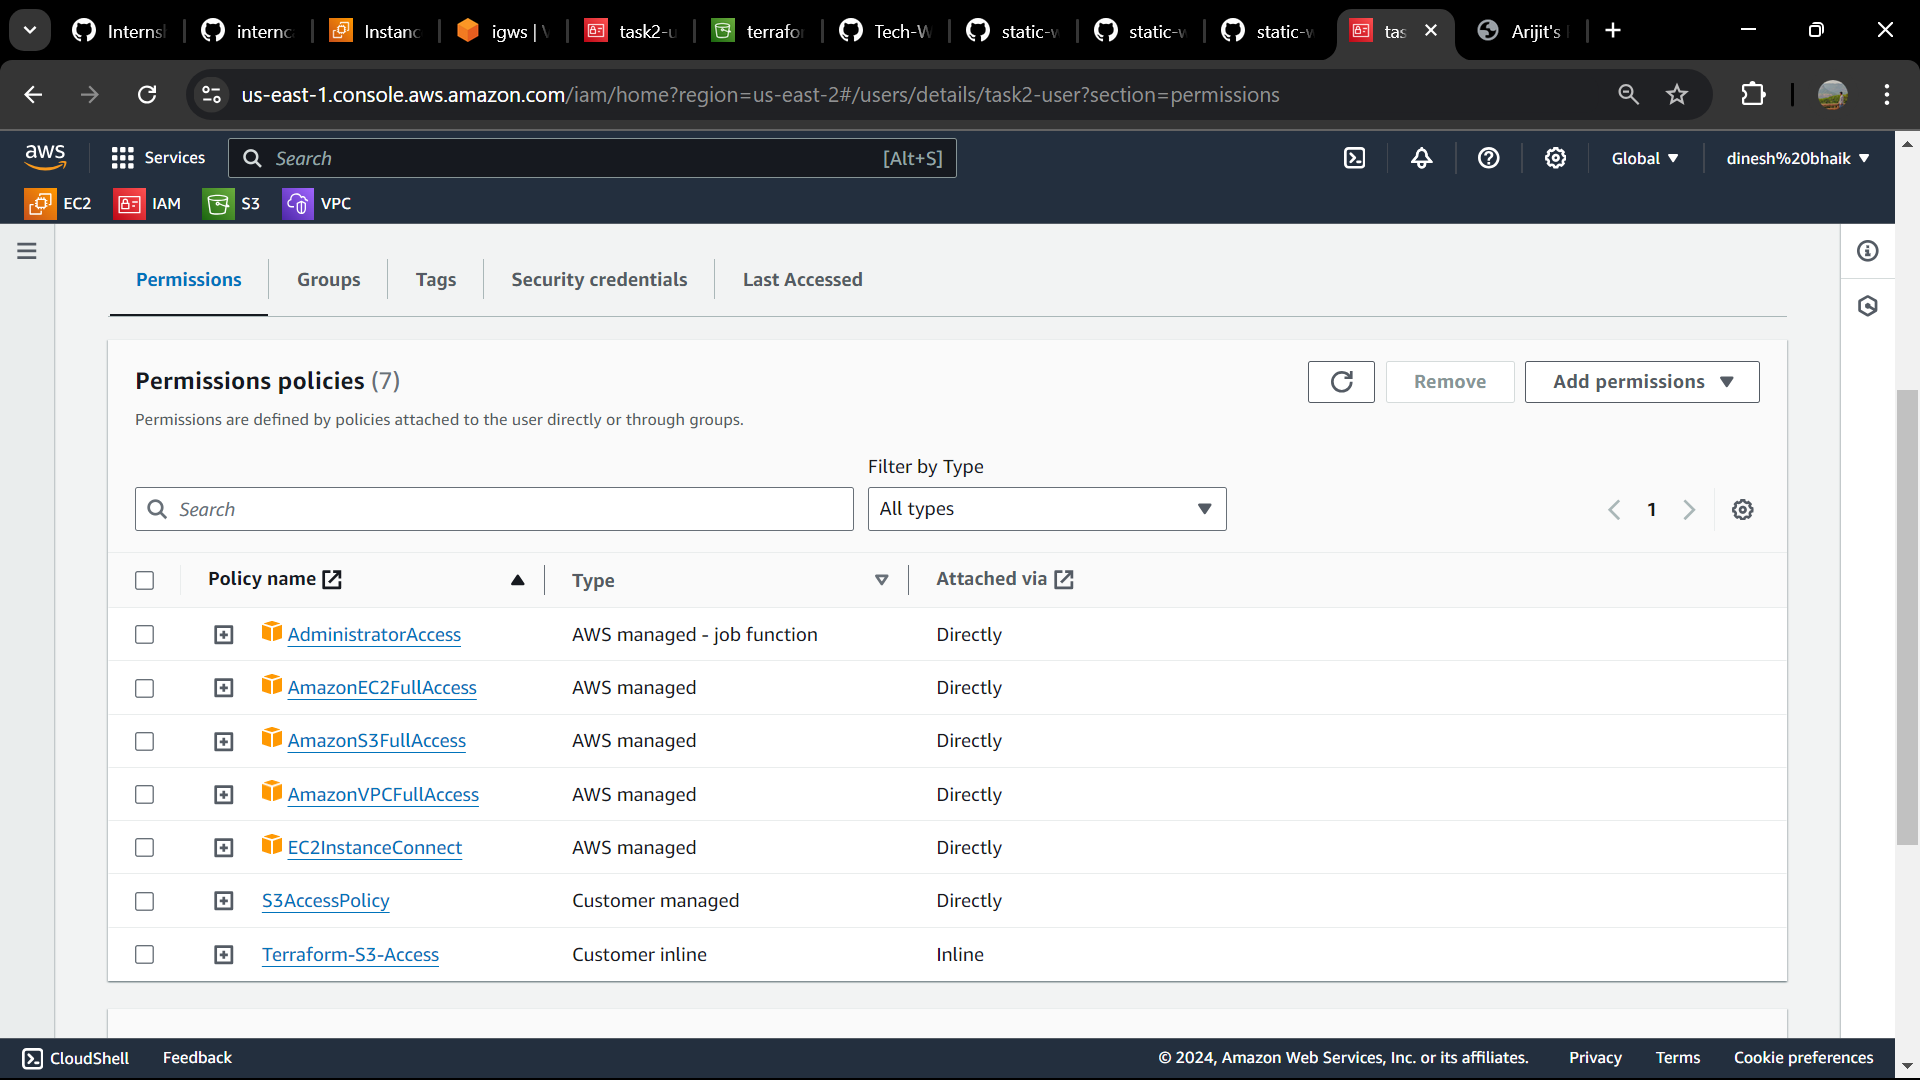 Interns
internc
Instanc
igws |
task2-u
terrafo
Tech-W
static-w
static-w
static-w
tas
Arijit's
us-east-1.console.aws.amazon.com/iam/home?region=us-east-2#/users/details/task2-user?section=permissions
aws
Services
Search
[Alt+S]
Global
dinesh%20bhaik
EC2
IAM
S3
VPC
Permissions
Groups
Tags
Security credentials
Last Accessed
Permissions policies (7)
Remove
Add permissions
Permissions are defined by policies attached to the user directly or through groups.
Filter by Type
Search
All types
1
Policy name
Type
Attached via
AdministratorAccess
AWS managed - job function
Directly
AmazonEC2FullAccess
AWS managed
Directly
AmazonS3FullAccess
AWS managed
Directly
AmazonVPCFullAccess
AWS managed
Directly
EC2InstanceConnect
AWS managed
Directly
S3AccessPolicy
Customer managed
Directly
Terraform-S3-Access
Customer inline
Inline
CloudShell
Feedback
© 2024, Amazon Web Services, Inc. or its affiliates.
Privacy
Terms
Cookie preferences